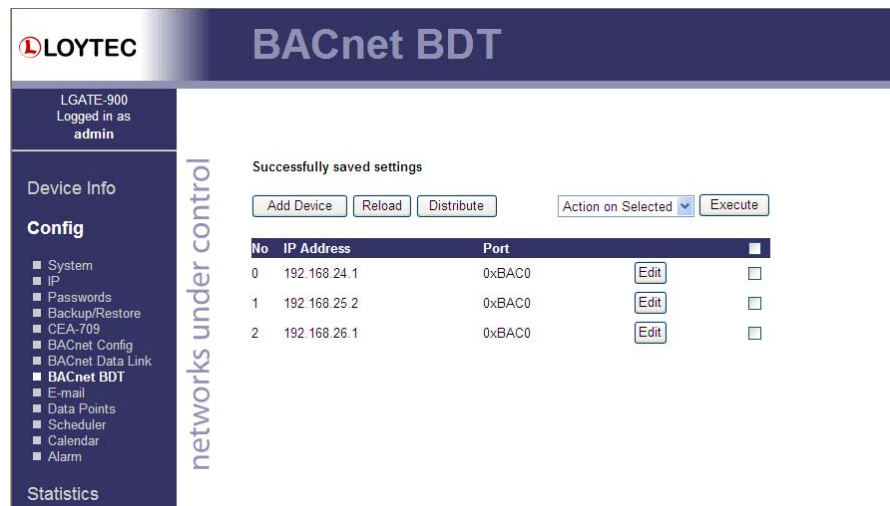 LOYTEC
BACnet BDT
LGATE-900
Logged in as
admin
Device Info
Config
System
IP
Passwords
Backup/Restore
CEA-709
BACnet Config
BACnet Data Link
BACnet BDT
E-mail
Data Points
Scheduler
Calendar
Alarm
Statistics
networks under control
Successfully saved settings
Add Device Reload Distribute Action on Selected Execute
No IP Address Port
0 192.168.24.1 0xBAC0 Edit
1 192.168.25.2 0xBAC0 Edit
2 192.168.26.1 0xBAC0 Edit